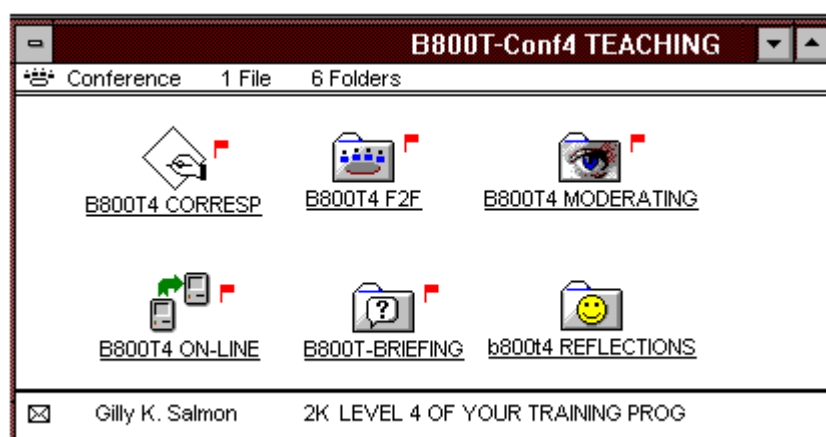 B800T-Conf4 TEACHING
Conference 1 File 6 Folders
B800T4 CORRESP B800T4 F2F B800T4 MODERATING
?
B800T4 ON-LINE B800T-BRIEFING b800t4 REFLECTIONS
Gilly K. Salmon 2K LEVEL 4 OF YOUR TRAINING PROG